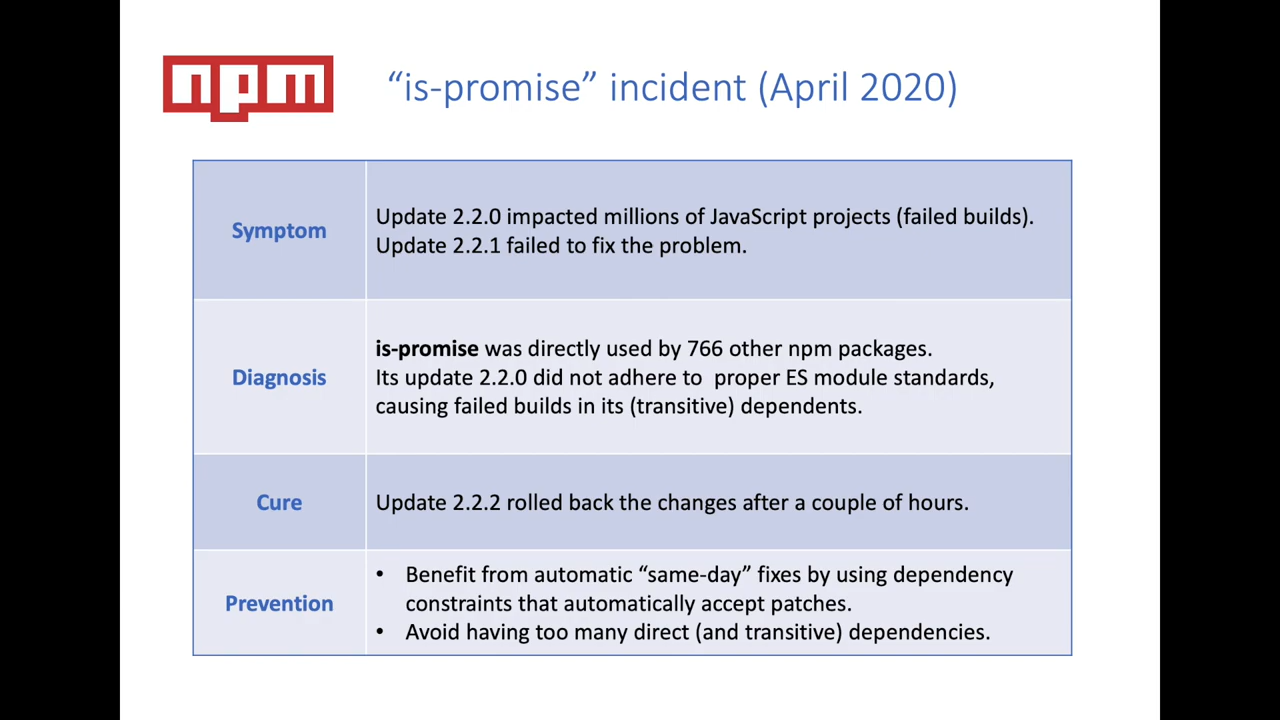 npm
“is-promise” incident (April 2020)
Symptom
Update 2.2.0 impacted millions of JavaScript projects (failed builds).
Update 2.2.1 failed to fix the problem.
Diagnosis
is-promise was directly used by 766 other npm packages.
Its update 2.2.0 did not adhere to  proper ES module standards,
causing failed builds in its (transitive) dependents.
Cure
Update 2.2.2 rolled back the changes after a couple of hours.
Prevention
• Benefit from automatic “same-day” fixes by using dependency
constraints that automatically accept patches.
• Avoid having too many direct (and transitive) dependencies.